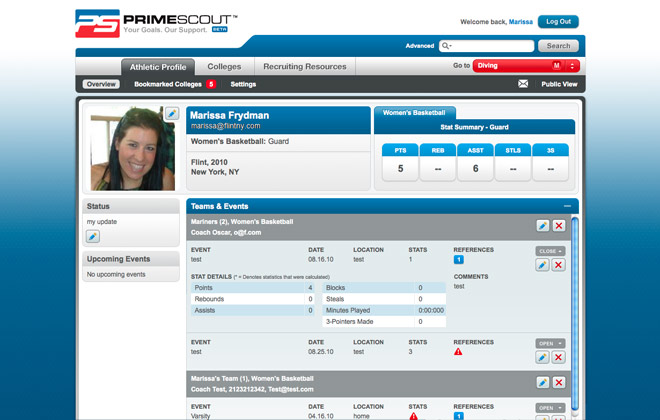 PS PRIMESCOUT™
Your Goals. Our Support. BETA
Welcome back, Marissa Log Out
Advanced Search
Athletic Profile Colleges Recruiting Resources Go to Diving M
Overview Bookmarked Colleges 5 Settings Public View
Marissa Frydman
marissa@flintny.com
Women's Basketball: Guard
Flint, 2010
New York, NY
Women's Basketball
Stat Summary - Guard
PTS REB ASST STLS 3S
5 -- 6 -- --
Status
my update
Upcoming Events
No upcoming events
Teams & Events
Mariners (2), Women's Basketball
Coach Oscar, o@f.com
EVENT DATE LOCATION STATS REFERENCES CLOSE
test 08.16.10 test 1 1
STAT DETAILS (* = Denotes statistics that were calculated) COMMENTS
Points 4 Blocks 0 test
Rebounds 0 Steals 0
Assists 0 Minutes Played 0:00:000
3-Pointers Made 0
EVENT DATE LOCATION STATS REFERENCES OPEN
test 08.25.10 test 3
Marissa's Team (1), Women's Basketball
Coach Test, 2123212342, Test@test.com
EVENT DATE LOCATION STATS REFERENCES OPEN
Varsity 04.16.10 home 1